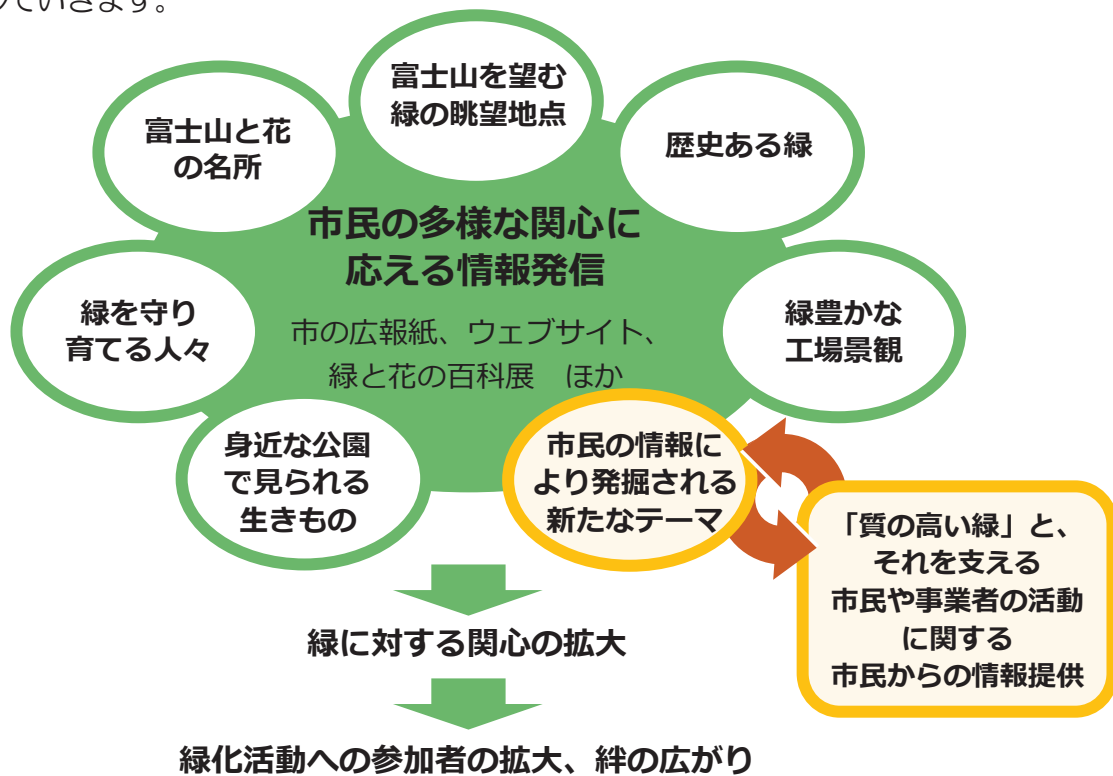 っていきます。
富士山を望む
緑の眺望地点
富士山と花
の名所
歴史ある緑
市民の多様な関心に
応える情報発信
市の広報紙、ウェブサイト、
緑と花の百科展　ほか
緑を守り
育てる人々
緑豊かな
工場景観
身近な公園
で見られる
生きもの
市民の情報に
より発掘される
新たなテーマ
「質の高い緑」と、
それを支える
市民や事業者の活動
に関する
市民からの情報提供
緑に対する関心の拡大
緑化活動への参加者の拡大、絆の広がり